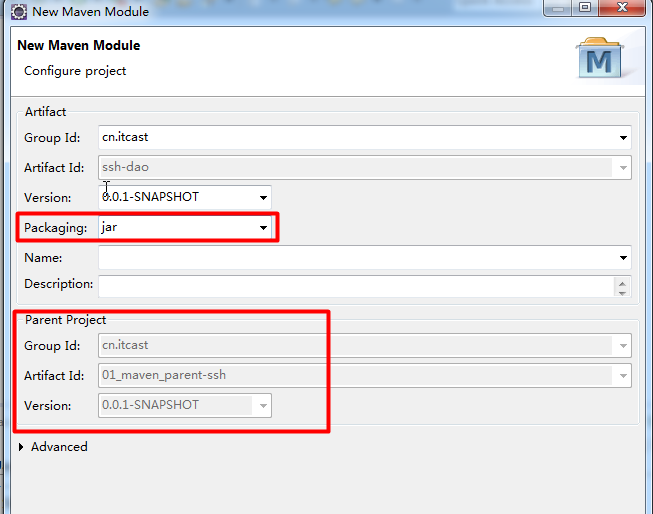 New Maven Module
New Maven Module
Configure project
M
Artifact
Group Id: cn.itcast
Artifact Id: ssh-dao
Version: 0.0.1-SNAPSHOT
Packaging: jar
Name:
Description:
Parent Project
Group Id: cn.itcast
Artifact Id: 01_maven_parent-ssh
Version: 0.0.1-SNAPSHOT
Advanced